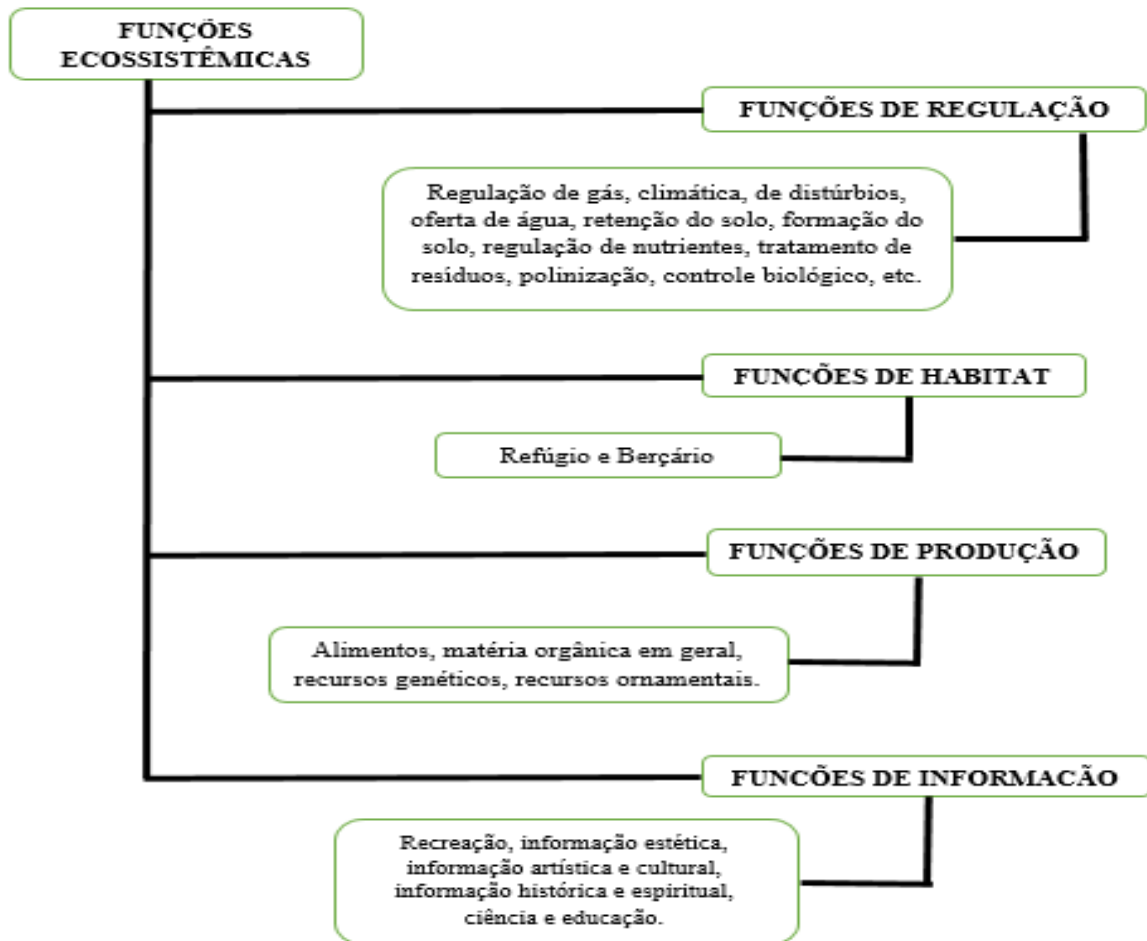 FUNÇÕES
ECOSSISTÊMICAS
FUNÇÕES DE REGULAÇÃO
Regulação de gás, climática, de distúrbios,
oferta de água, retenção do solo, formação do
solo, regulação de nutrientes, tratamento de
resíduos, polinização, controle biológico, etc.
FUNÇÕES DE HABITAT
Refúgio e Berçário
FUNÇÕES DE PRODUÇÃO
Alimentos, matéria orgânica em geral,
recursos genéticos, recursos ornamentais.
FUNÇÕES DE INFORMAÇÃO
Recreação, informação estética,
informação artística e cultural,
informação histórica e espiritual,
ciência e educação.